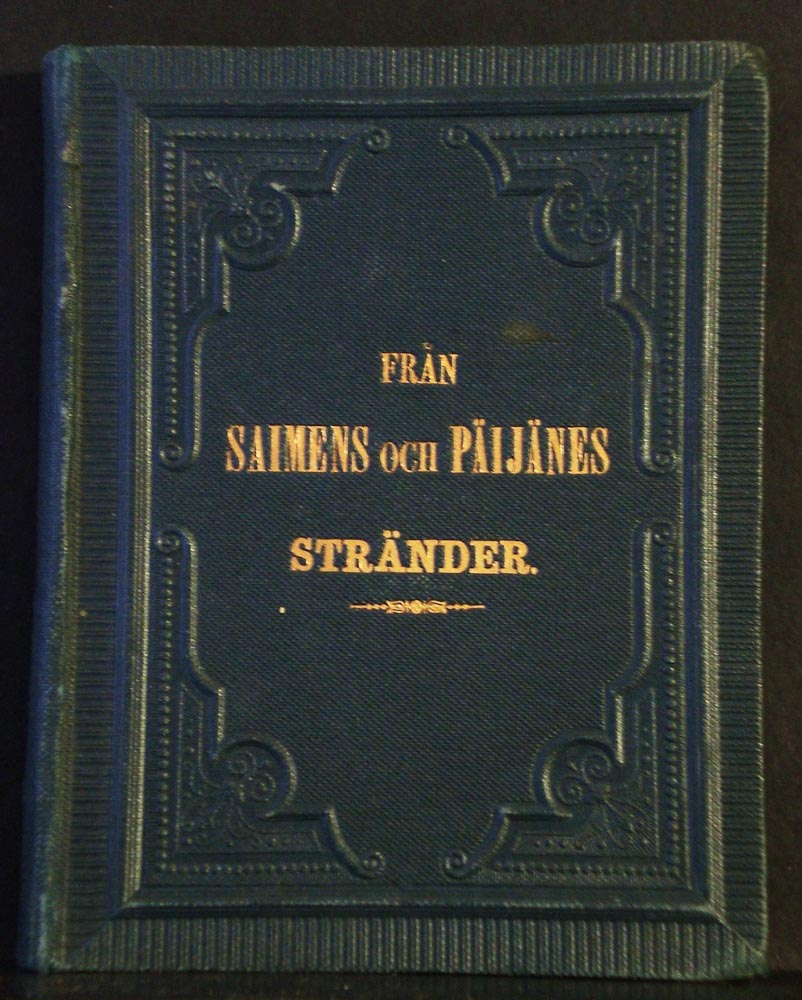 FRÅN
SAIMENS OCH PÄIJÄNES
STRÄNDER.